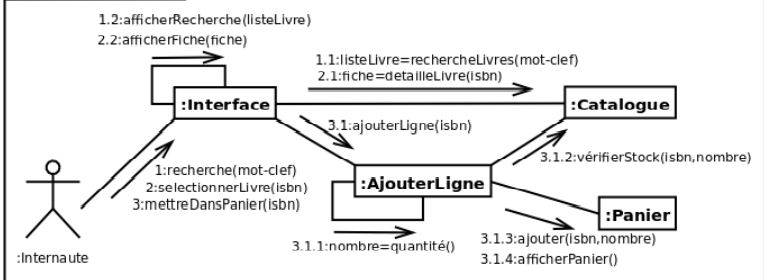 1.2:afficherRecherche(listeLivre)
2.2:afficherFiche(fiche)
1.1:listeLivre=rechercheLivres(mot-clef)
2.1:fiche=detailleLivre(isbn)
:Interface
:Catalogue
3.1:ajouterLigne(isbn)
3.1.2:vérifierStock(isbn,nombre)
1:recherche(mot-clef)
2:selectionnerLivre(isbn)
3:mettreDansPanier(isbn)
:AjouterLigne
:Panier
3.1.1:nombre=quantité()
3.1.3:ajouter(isbn,nombre)
3.1.4:afficherPanier()
:Internaute